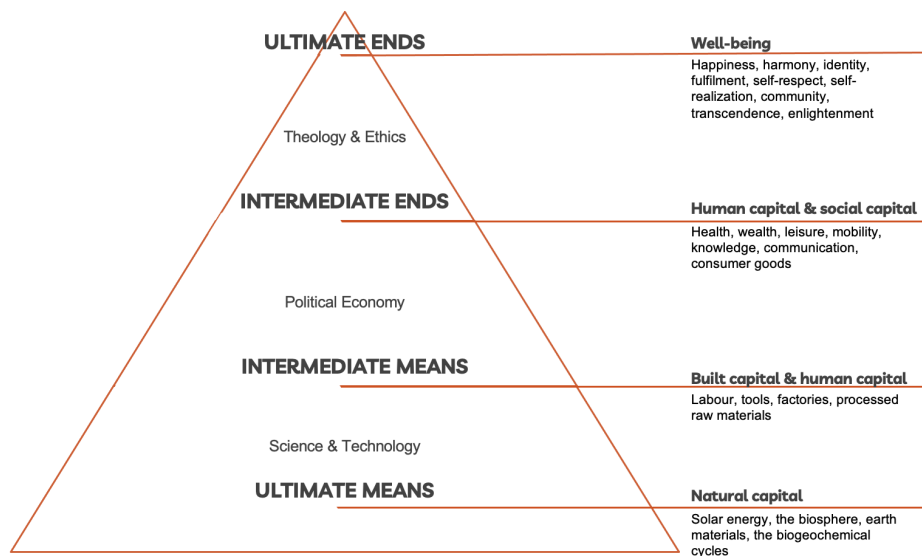 ULTIMATE ENDS
Well-being
Happiness, harmony, identity,
fulfilment, self-respect, self-
realization, community,
transcendence, enlightenment
Theology & Ethics
INTERMEDIATE ENDS
Human capital & social capital
Health, wealth, leisure, mobility,
knowledge, communication,
consumer goods
Political Economy
INTERMEDIATE MEANS
Built capital & human capital
Labour, tools, factories, processed
raw materials
Science & Technology
ULTIMATE MEANS
Natural capital
Solar energy, the biosphere, earth
materials, the biogeochemical
cycles